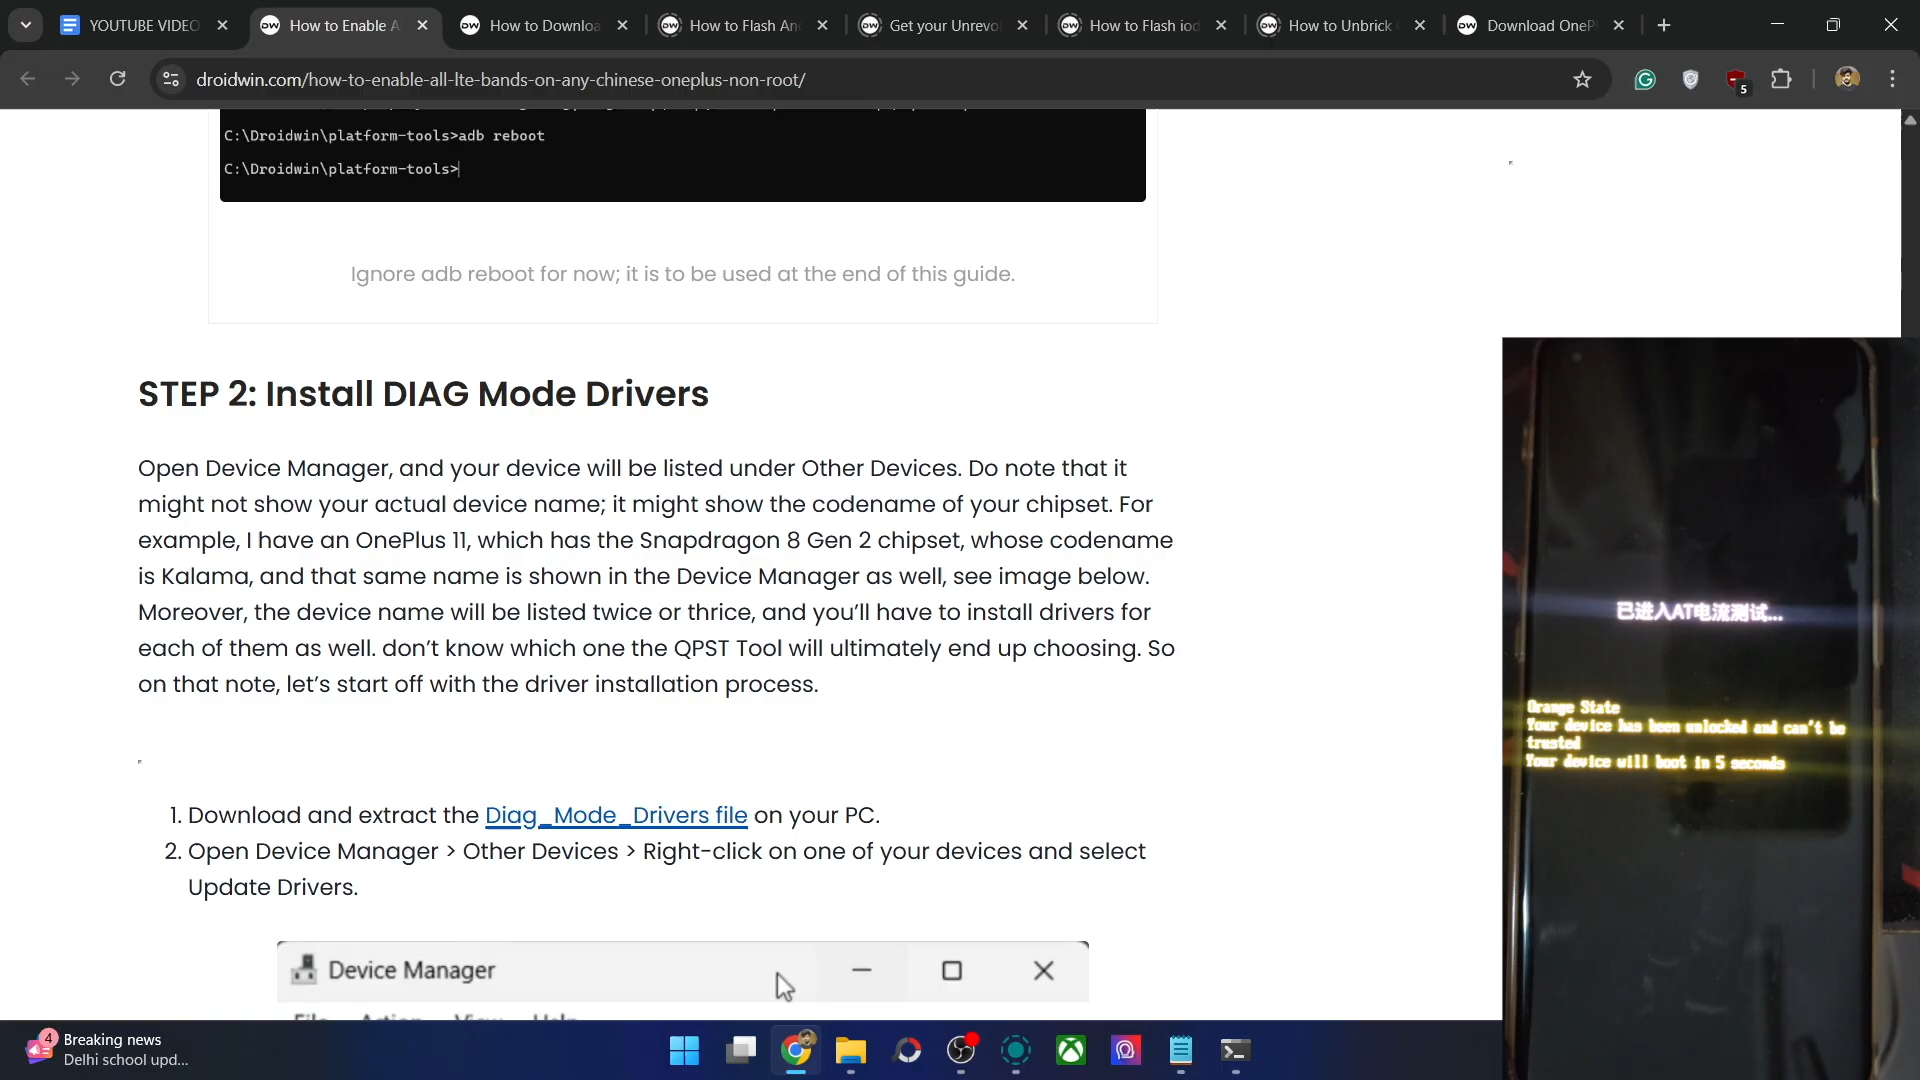 YOUTUBE VIDEO
How to Enable A
How to Downloa
How to Flash An
Get your Unrevo
How to Flash iod
How to Unbrick
Download OneP
droidwin.com/how-to-enable-all-lte-bands-on-any-chinese-oneplus-non-root/
5
C:\Droidwin\platform-tools>adb reboot
C:\Droidwin\platform-tools>
Ignore adb reboot for now; it is to be used at the end of this guide.
STEP 2: Install DIAG Mode Drivers
Open Device Manager, and your device will be listed under Other Devices. Do note that it
might not show your actual device name; it might show the codename of your chipset. For
example, I have an OnePlus 11, which has the Snapdragon 8 Gen 2 chipset, whose codename
is Kalama, and that same name is shown in the Device Manager as well, see image below.
Moreover, the device name will be listed twice or thrice, and you'll have to install drivers for
each of them as well. don't know which one the QPST Tool will ultimately end up choosing. So
on that note, let's start off with the driver installation process.
1. Download and extract the Diag_Mode_Drivers file on your PC.
2. Open Device Manager > Other Devices > Right-click on one of your devices and select
Update Drivers.
Device Manager
File Action View Help
已进入AT电流测试...
Orange State
Your device has been unlocked and can't be
trusted
Your device will boot in 5 seconds
4
Breaking news
Delhi school upd...